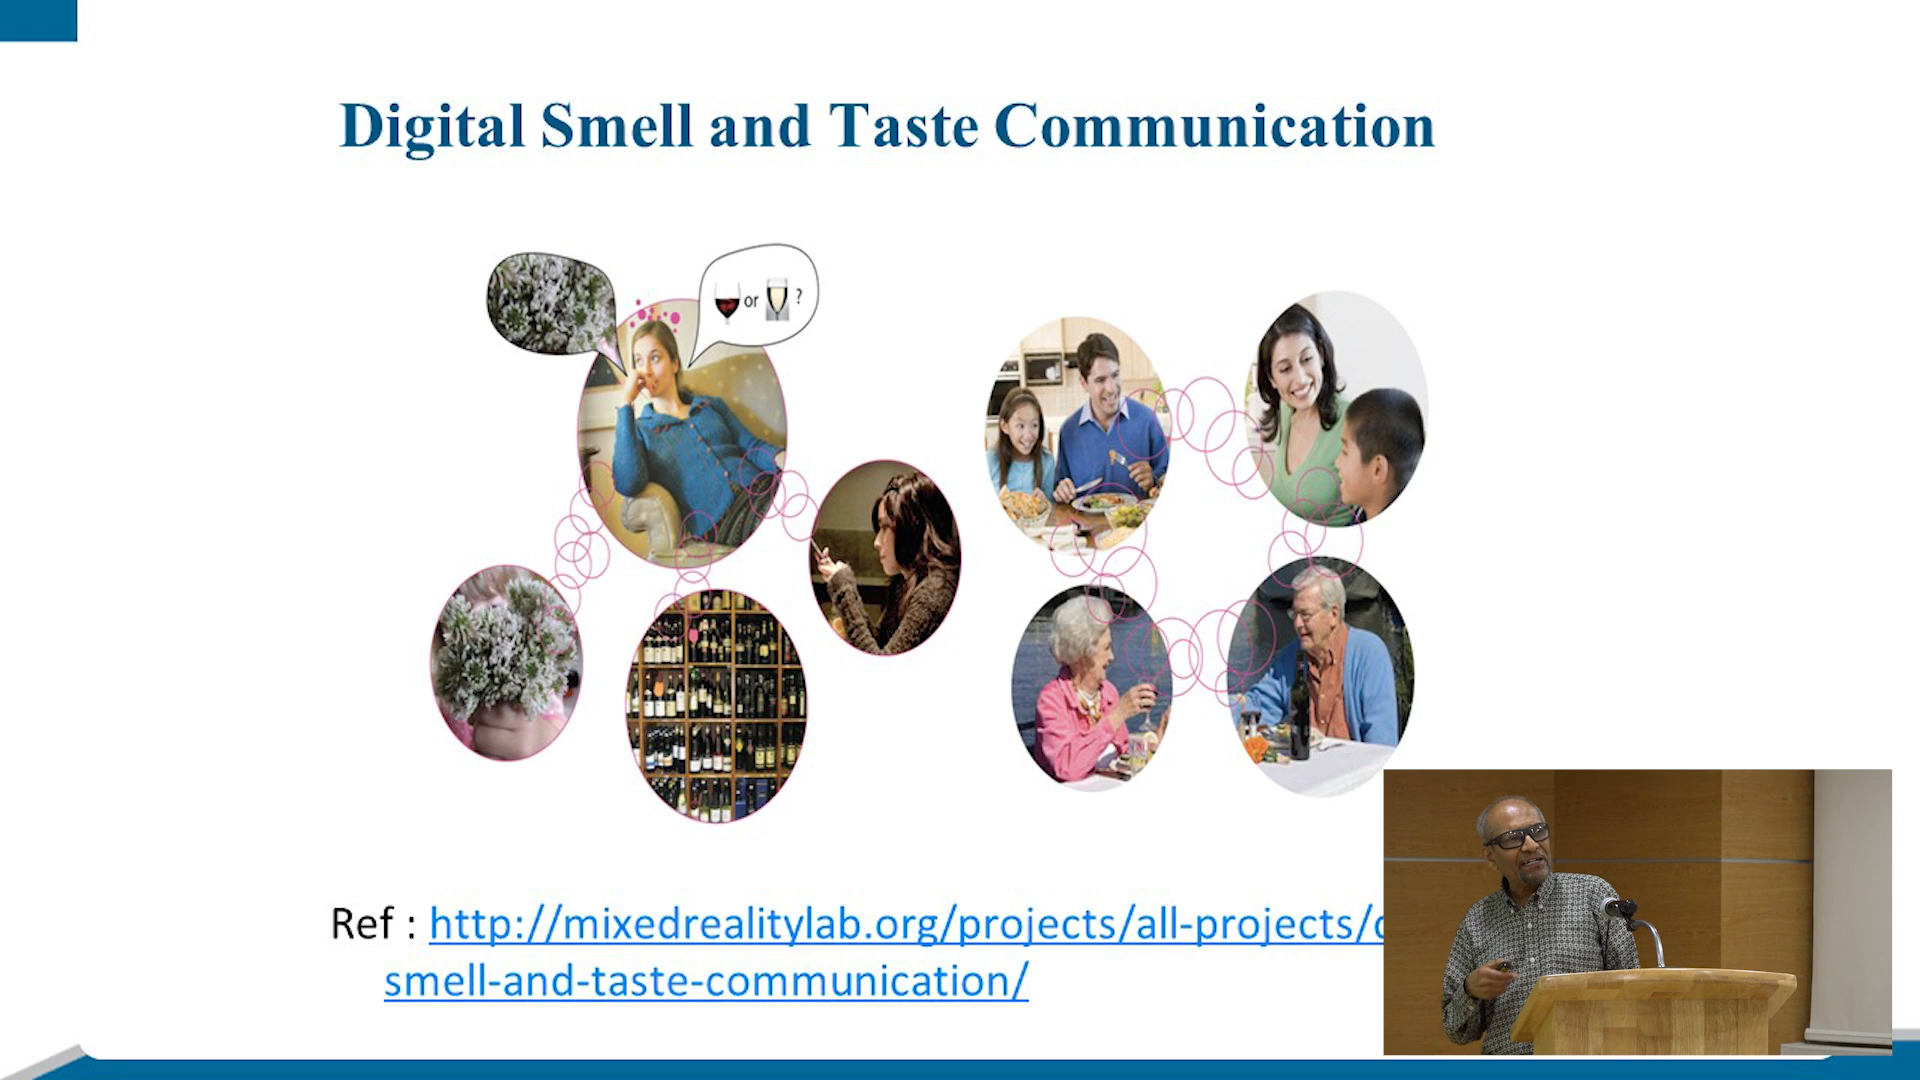 Digital Smell and Taste Communication
or ?
Ref : http://mixedrealitylab.org/projects/all-projects/
smell-and-taste-communication/